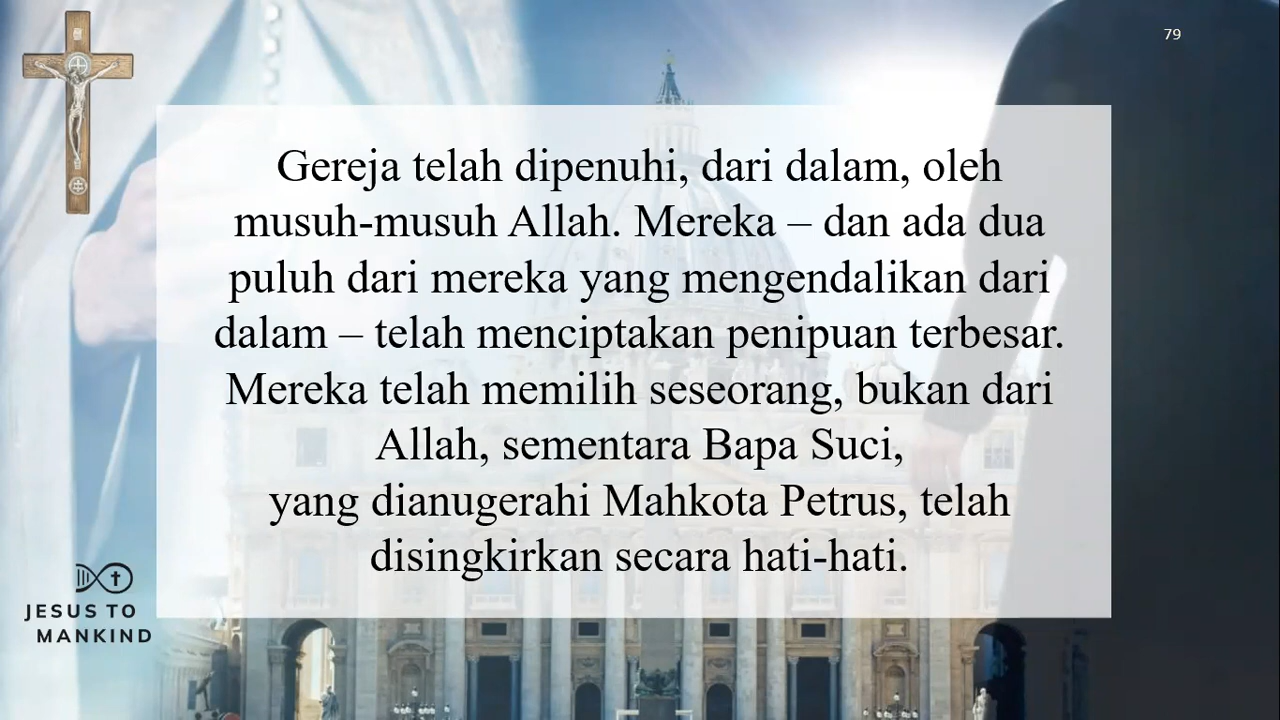 79
Gereja telah dipenuhi, dari dalam, oleh
musuh-musuh Allah. Mereka – dan ada dua
puluh dari mereka yang mengendalikan dari
dalam – telah menciptakan penipuan terbesar.
Mereka telah memilih seseorang, bukan dari
Allah, sementara Bapa Suci,
yang dianugerahi Mahkota Petrus, telah
disingkirkan secara hati-hati.
JESUS TO
MANKIND